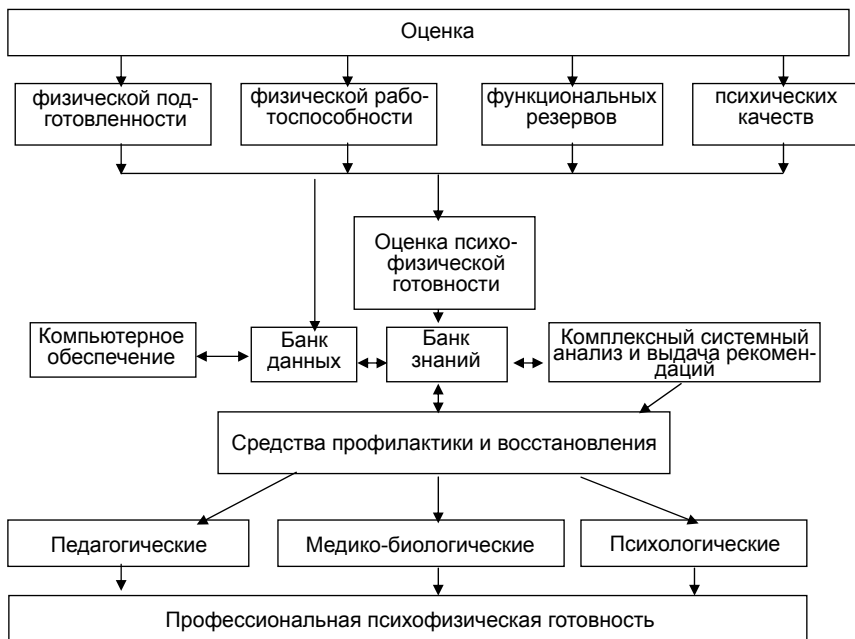 Оценка
физической под-
готовленности
физической рабо-
тоспособности
функциональных
резервов
психических
качеств
Оценка психо-
физической
готовности
Компьютерное
обеспечение
Банк
данных
Банк
знаний
Комплексный системный
анализ и выдача рекомен-
даций
Средства профилактики и восстановления
Педагогические
Медико-биологические
Психологические
Профессиональная психофизическая готовность